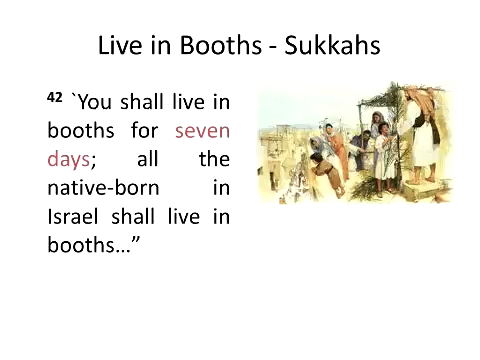 Live in Booths - Sukkahs
42 `You shall live in
booths for seven
days; all the
native-born in
Israel shall live in
booths…”